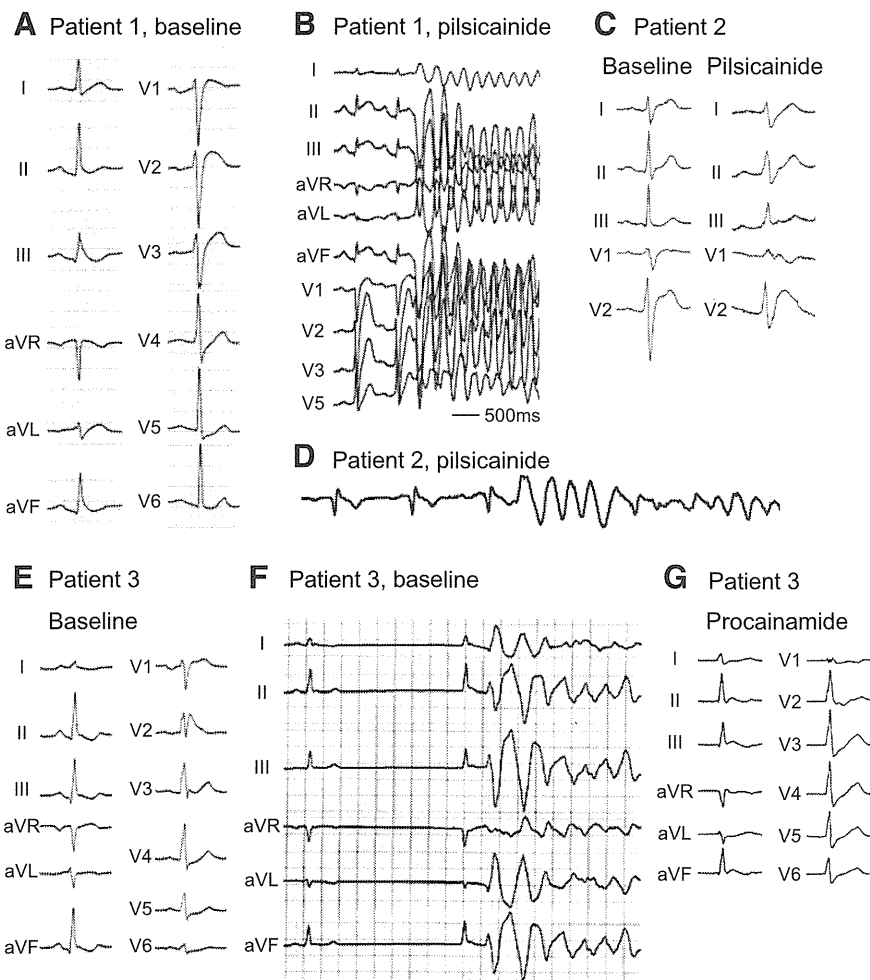 A Patient 1, baseline
I V1
II V2
III V3
aVR V4
aVL V5
aVF V6
B Patient 1, pilsicainide
I
II
III
aVR
aVL
aVF
V1
V2
V3
V5
500ms
C Patient 2
Baseline Pilsicainide
I I
II II
III III
V1 V1
V2 V2
D Patient 2, pilsicainide
E Patient 3
Baseline
I V1
II V2
III V3
aVR
V4
aVL
V5
aVF V6
F Patient 3, baseline
I
II
III
aVR
aVL
aVF
G Patient 3
Procainamide
I V1
II V2
III V3
aVR V4
aVL V5
aVF V6